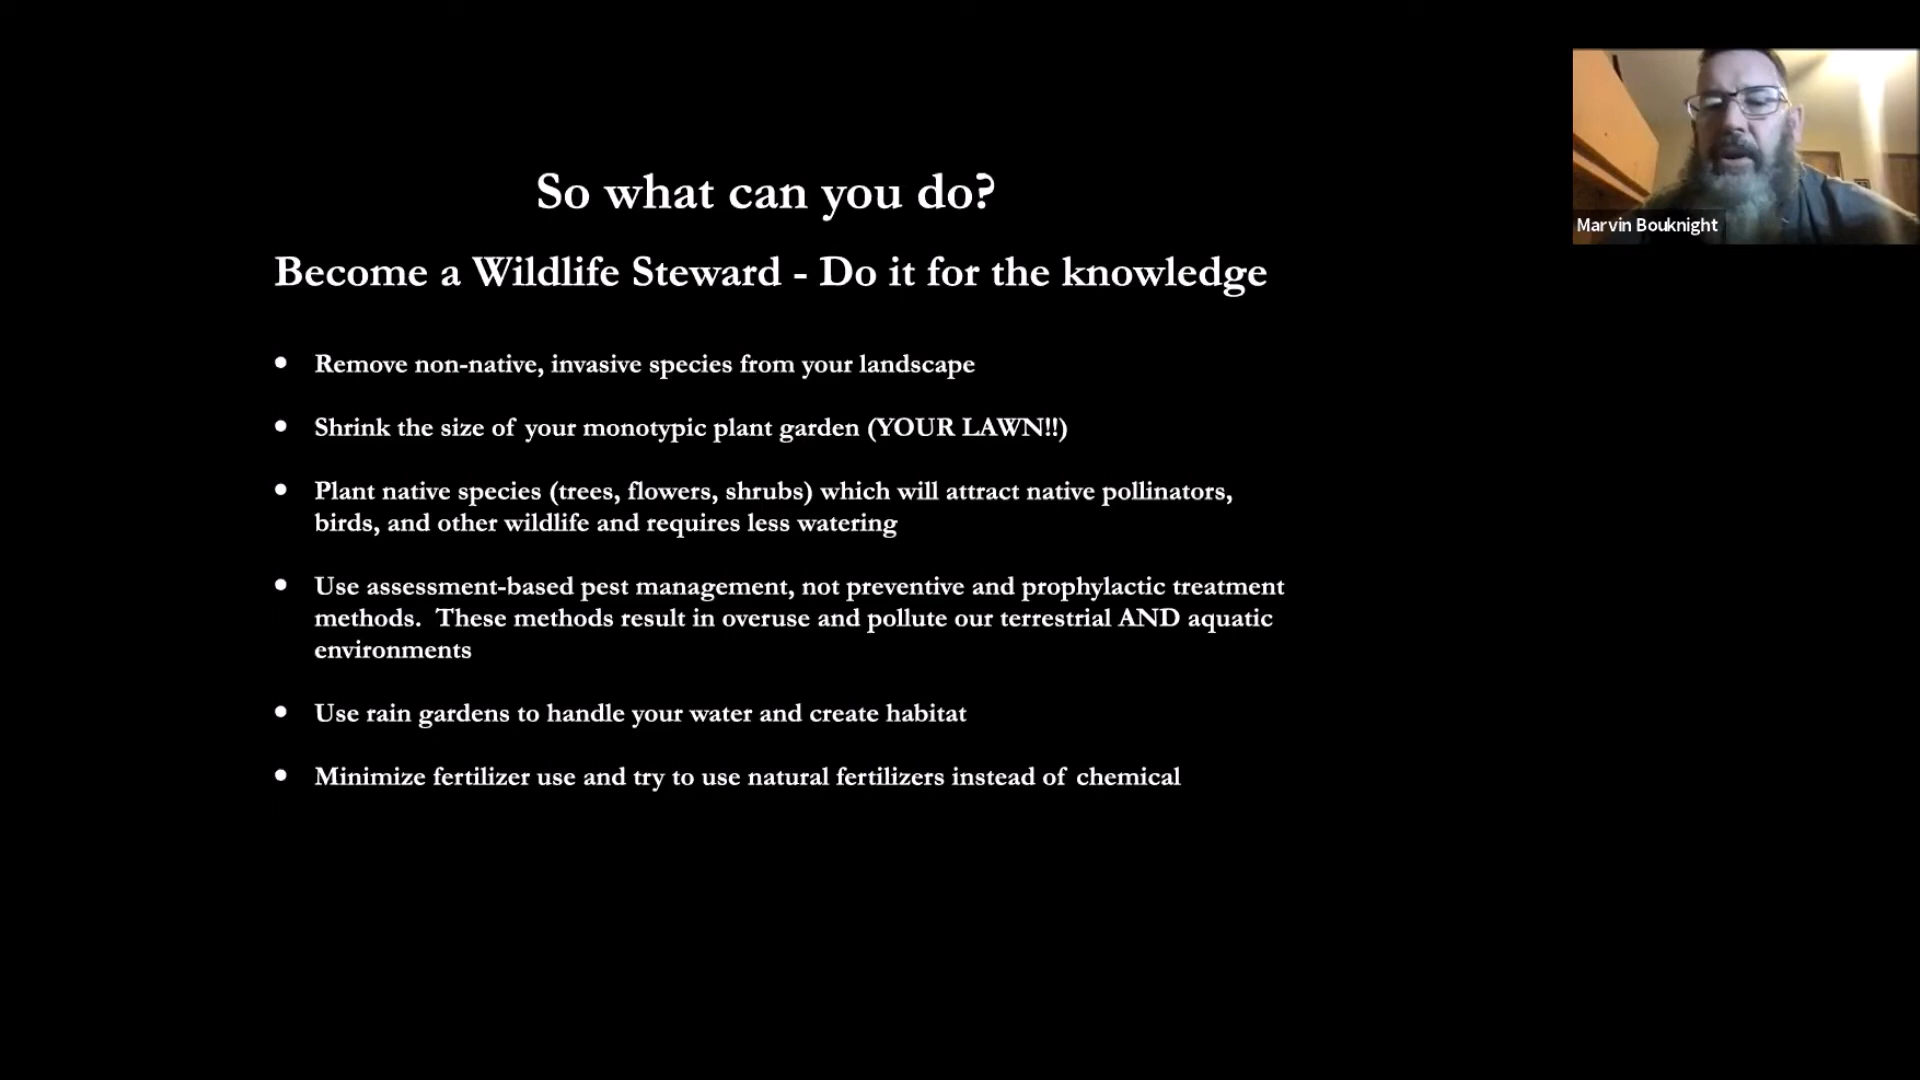 So what can you do?
Become a Wildlife Steward - Do it for the knowledge
• Remove non-native, invasive species from your landscape
• Shrink the size of your monotypic plant garden (YOUR LAWN!!)
• Plant native species (trees, flowers, shrubs) which will attract native pollinators,
birds, and other wildlife and requires less watering
• Use assessment-based pest management, not preventive and prophylactic treatment
methods.  These methods result in overuse and pollute our terrestrial AND aquatic
environments
• Use rain gardens to handle your water and create habitat
• Minimize fertilizer use and try to use natural fertilizers instead of chemical
Marvin Bouknight